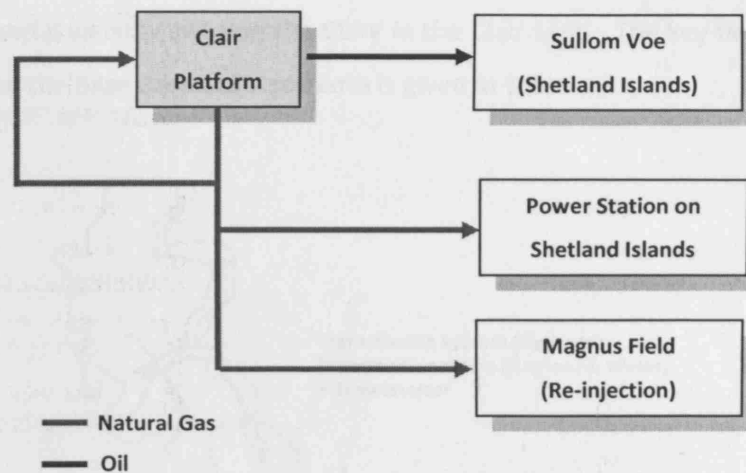 Clair
Platform
Sullom Voe
(Shetland Islands)
Power Station on
Shetland Islands
Magnus Field
(Re-injection)
Natural Gas
Oil